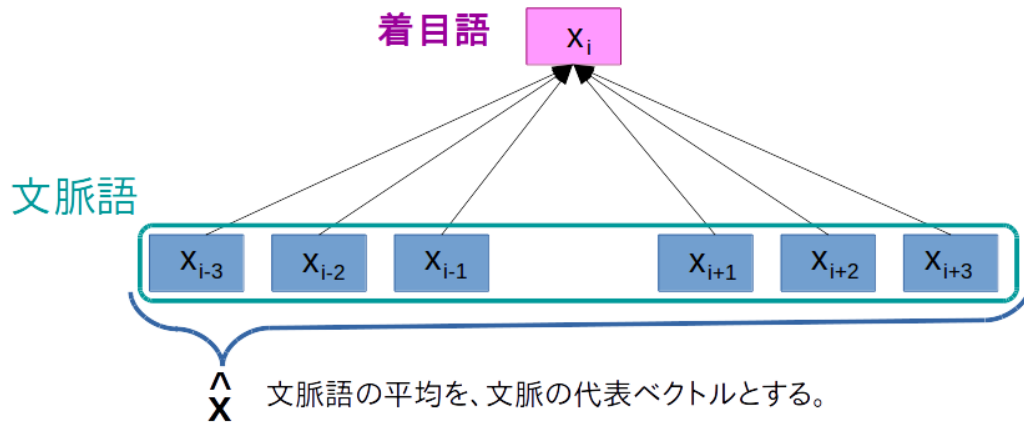 着目語
xi
文脈語
xi-3
xi-2
xi-1
xi+1
xi+2
xi+3
x̂ 文脈語の平均を、文脈の代表ベクトルとする。